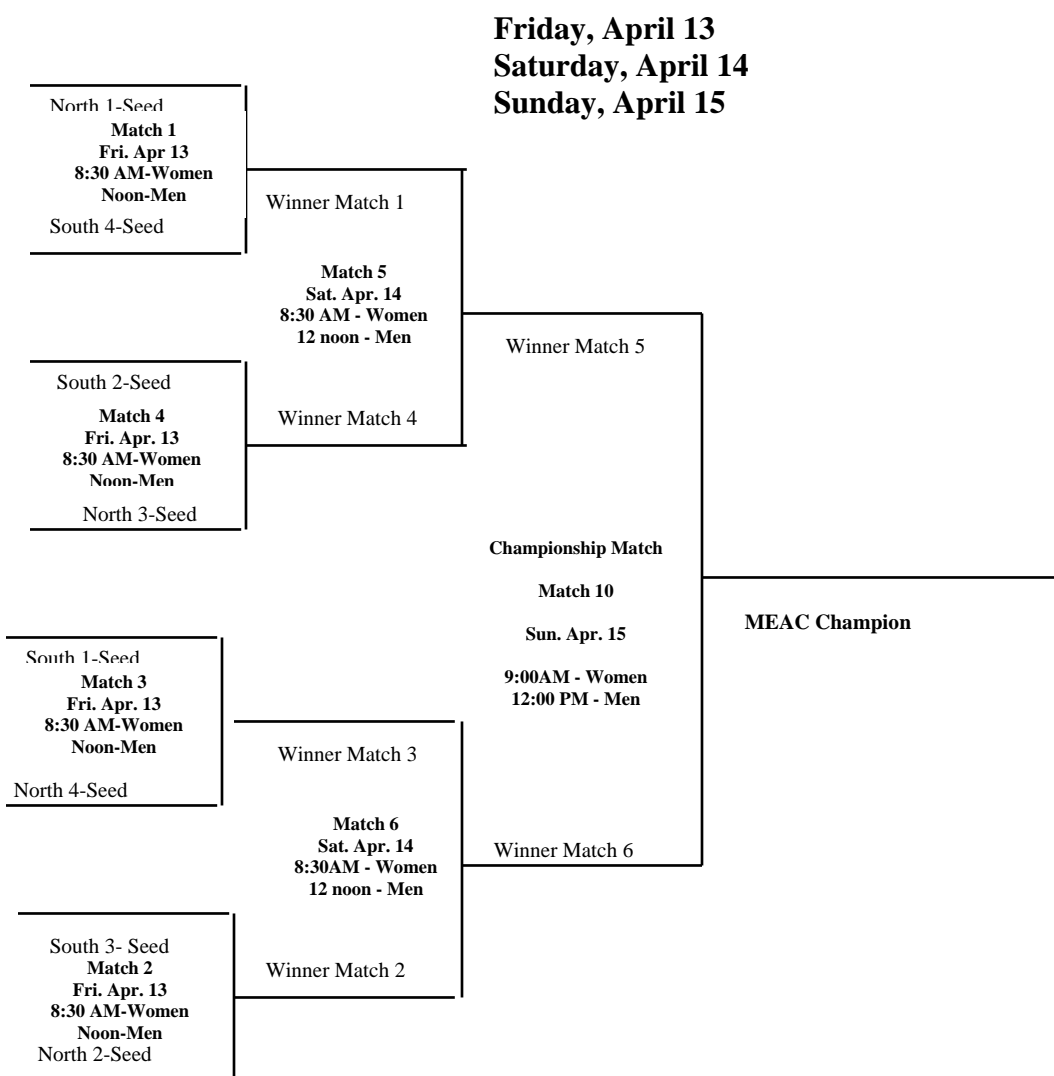 Friday, April 13
Saturday, April 14
Sunday, April 15
North 1-Seed
Match 1
Fri. Apr 13
8:30 AM-Women
Noon-Men
South 4-Seed
Winner Match 1
Match 5
Sat. Apr. 14
8:30 AM - Women
12 noon - Men
Winner Match 5
South 2-Seed
Match 4
Fri. Apr. 13
8:30 AM-Women
Noon-Men
North 3-Seed
Winner Match 4
Championship Match
Match 10
Sun. Apr. 15
9:00AM - Women
12:00 PM - Men
MEAC Champion
South 1-Seed
Match 3
Fri. Apr. 13
8:30 AM-Women
Noon-Men
North 4-Seed
Winner Match 3
Match 6
Sat. Apr. 14
8:30AM - Women
12 noon - Men
Winner Match 6
South 3- Seed
Match 2
Fri. Apr. 13
8:30 AM-Women
Noon-Men
North 2-Seed
Winner Match 2